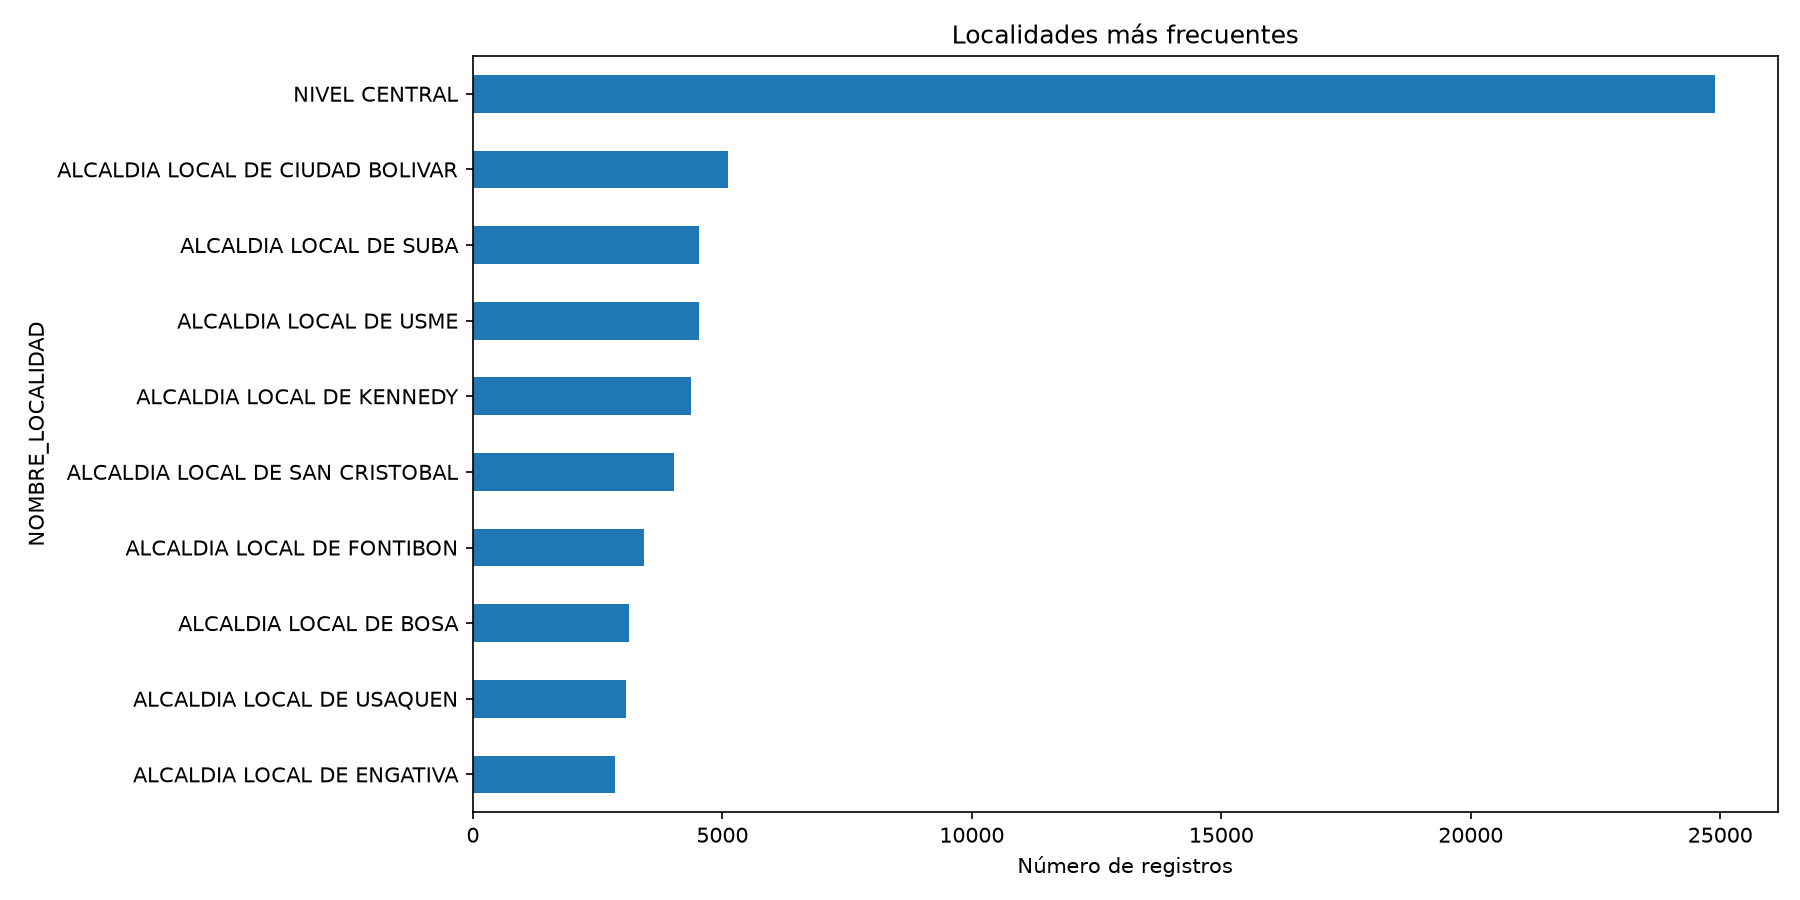 Localidades más frecuentes
NOMBRE_LOCALIDAD
NIVEL CENTRAL
ALCALDIA LOCAL DE CIUDAD BOLIVAR
ALCALDIA LOCAL DE SUBA
ALCALDIA LOCAL DE USME
ALCALDIA LOCAL DE KENNEDY
ALCALDIA LOCAL DE SAN CRISTOBAL
ALCALDIA LOCAL DE FONTIBON
ALCALDIA LOCAL DE BOSA
ALCALDIA LOCAL DE USAQUEN
ALCALDIA LOCAL DE ENGATIVA
0 5000 10000 15000 20000 25000
Número de registros